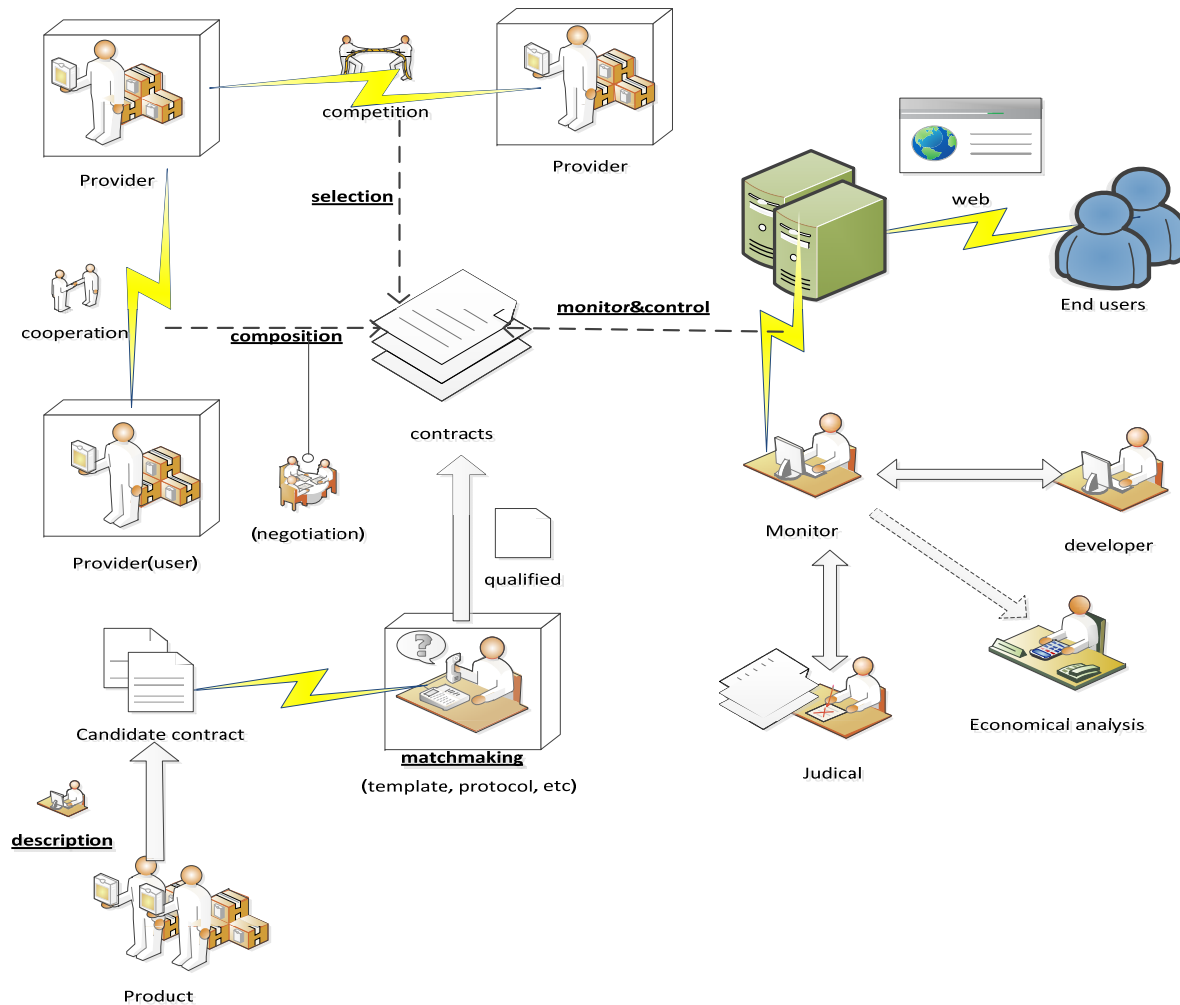 competition
Provider
Provider
selection
web
cooperation
composition
monitor&control
End users
contracts
(negotiation)
Provider(user)
qualified
Monitor
developer
?
Candidate contract
matchmaking
(template, protocol, etc)
Economical analysis
Judical
description
Product